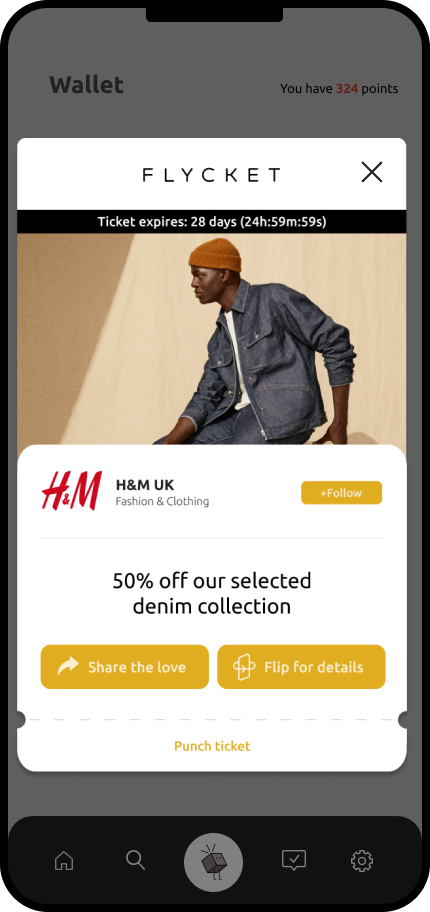 Wallet
You have 324 points
FLYCKET
Ticket expires: 28 days (24h:59m:59s)
H&M
H&M UK
Fashion & Clothing
+Follow
50% off our selected
denim collection
Share the love
Flip for details
Punch ticket